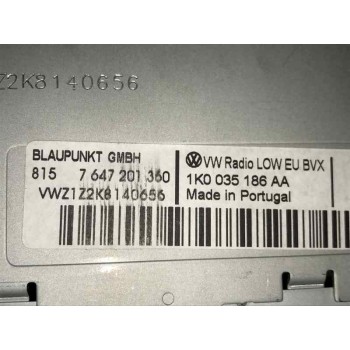 Z2K8140656
BLAUPUNKT GMBH
815 7 647 201 360
VWZ1Z2K8140656
VW Radio LOW EU BVX
1K0 035 186 AA
Made in Portugal